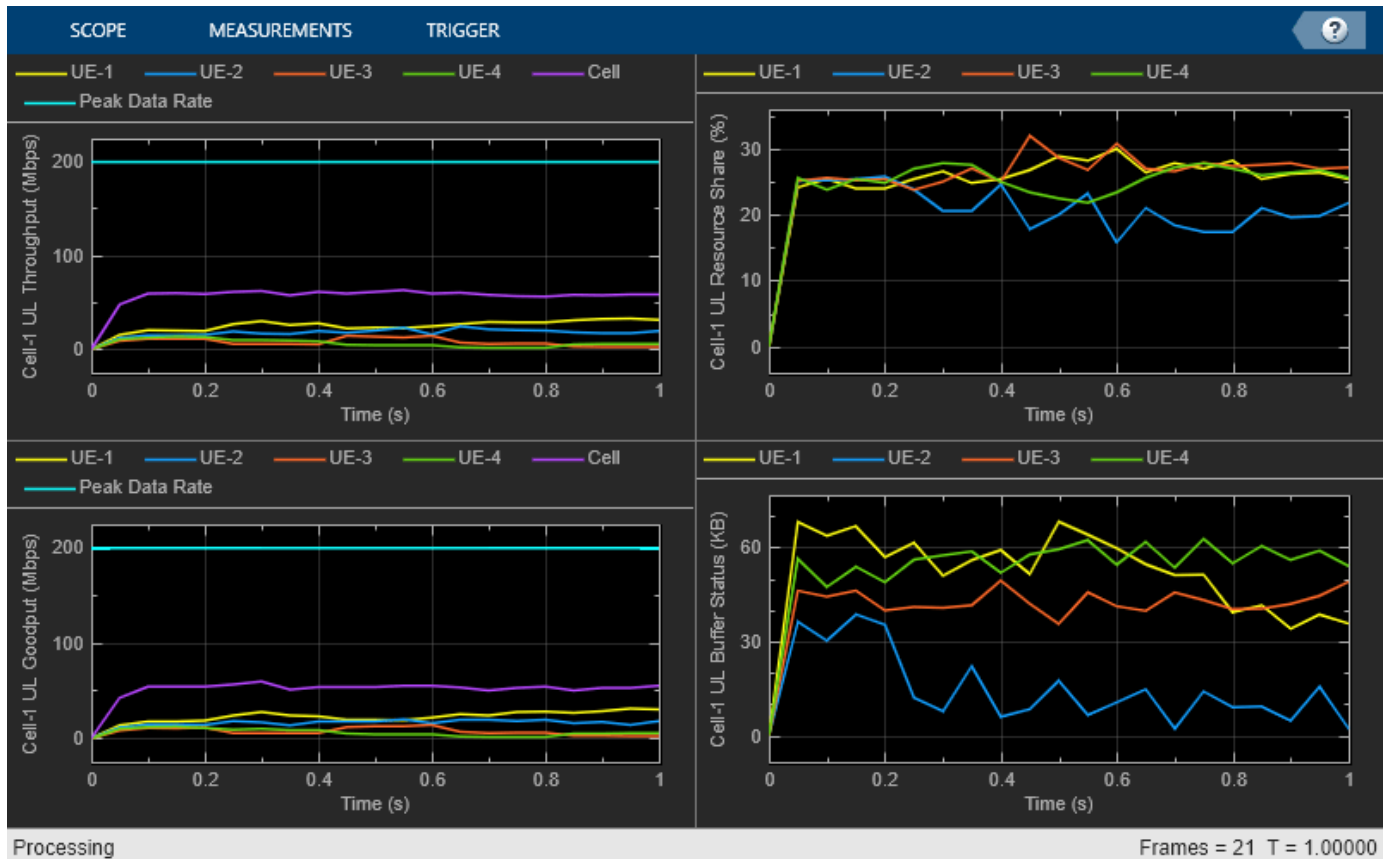 SCOPE MEASUREMENTS TRIGGER ?
UE-1 UE-2 UE-3 UE-4 Cell
Peak Data Rate
Cell-1 UL Throughput (Mbps)
200
100
0
0 0.2 0.4 0.6 0.8 1
Time (s)
UE-1 UE-2 UE-3 UE-4
Cell-1 UL Resource Share (%)
30
20
10
0
0 0.2 0.4 0.6 0.8 1
Time (s)
UE-1 UE-2 UE-3 UE-4 Cell
Peak Data Rate
Cell-1 UL Goodput (Mbps)
200
100
0
0 0.2 0.4 0.6 0.8 1
Time (s)
UE-1 UE-2 UE-3 UE-4
Cell-1 UL Buffer Status (KB)
60
30
0
0 0.2 0.4 0.6 0.8 1
Time (s)
Processing Frames = 21 T = 1.00000